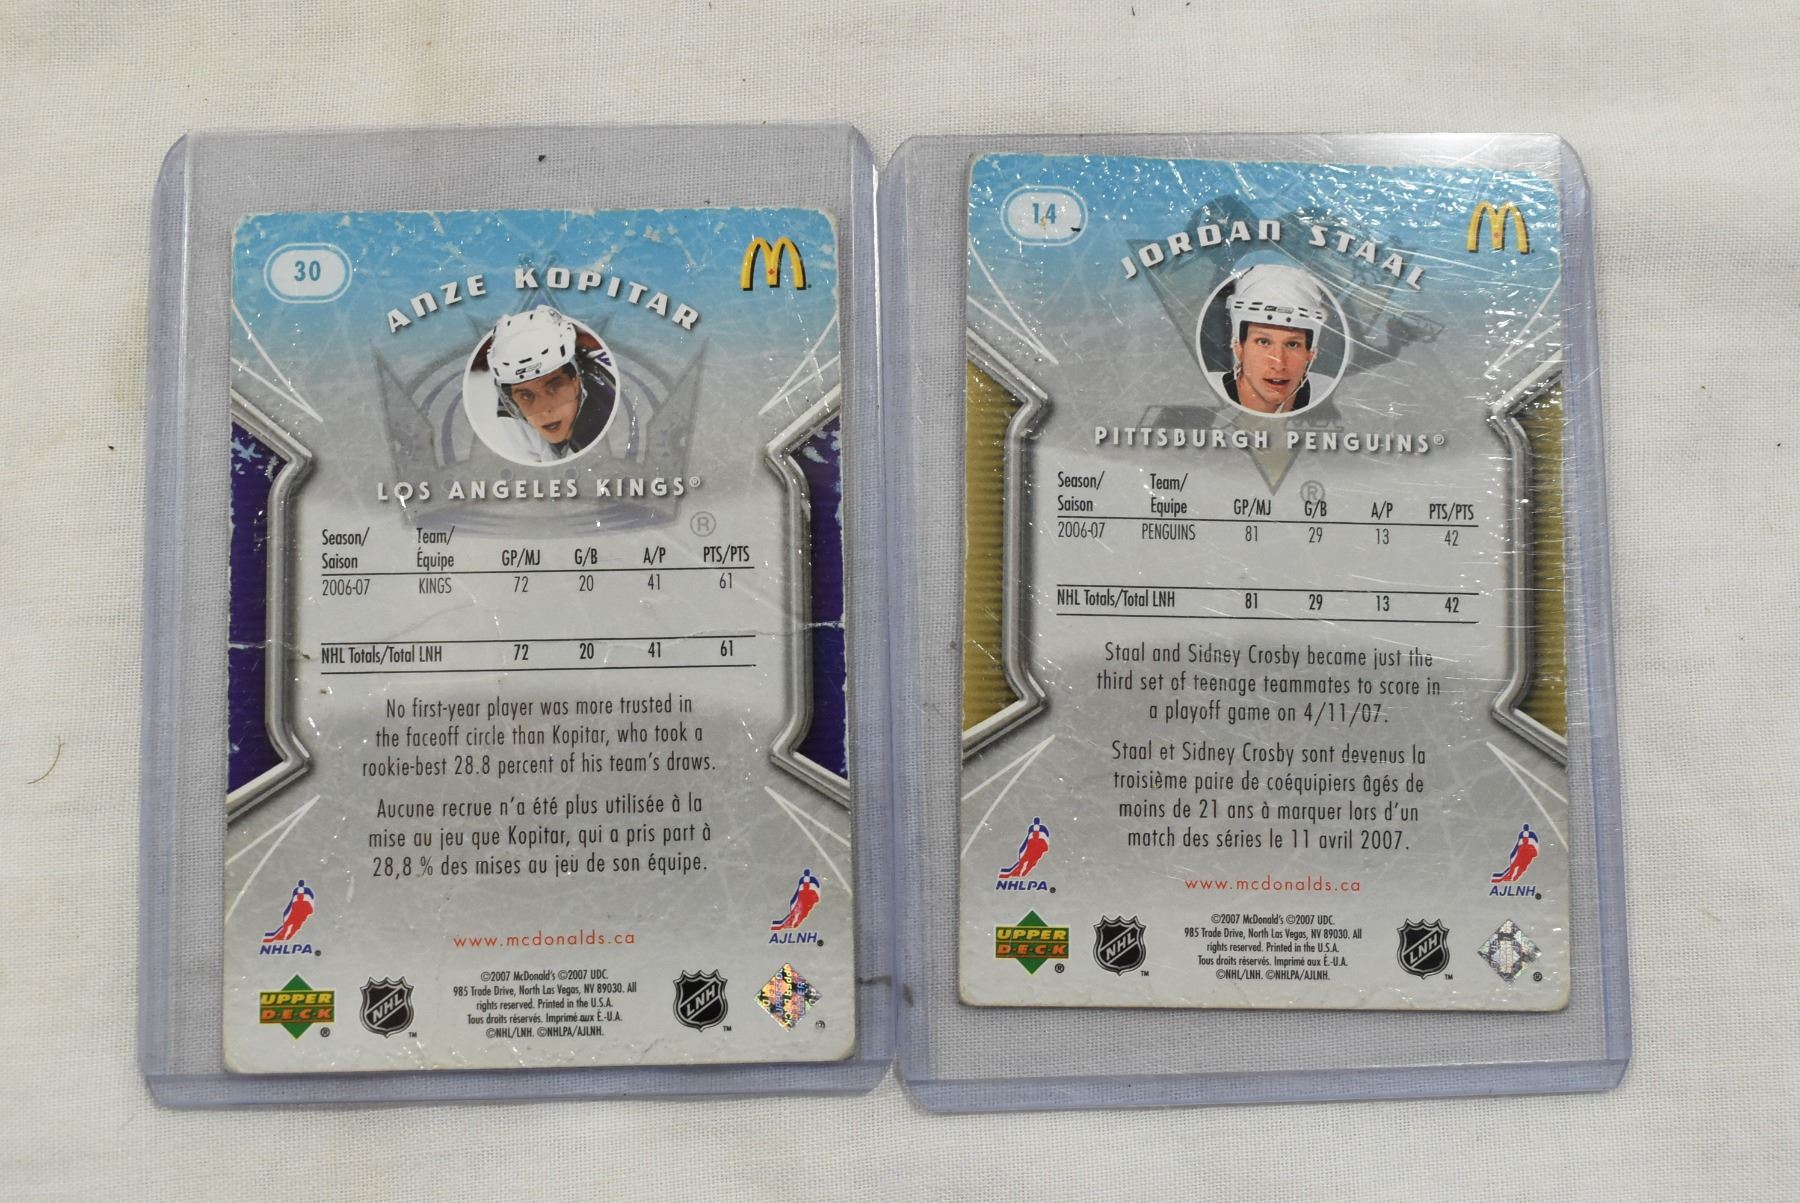 30
ANZE KOPITAR
LOS ANGELES KINGS®
®
Season/ Team/
Saison Équipe GP/MJ G/B A/P PTS/PTS
2006-07 KINGS 72 20 41 61
NHL Totals/Total LNH 72 20 41 61
No first-year player was more trusted in
the faceoff circle than Kopitar, who took a
rookie-best 28.8 percent of his team's draws.
Aucune recrue n'a été plus utilisée à la
mise au jeu que Kopitar, qui a pris part à
28,8 % des mises au jeu de son équipe.
NHLPA®
AJLNH®
www.mcdonalds.ca
UPPER
D·E·C·K
®
NHL
™
©2007 McDonald's ©2007 UDC.
985 Trade Drive, North Las Vegas, NV 89030. All
rights reserved. Printed in the U.S.A.
Tous droits réservés. Imprimé aux É.-U.A.
©NHL/LNH. ©NHLPA/AJLNH.
LNH
™
14
JORDAN STAAL
PITTSBURGH PENGUINS®
®
Season/ Team/
Saison Équipe GP/MJ G/B A/P PTS/PTS
2006-07 PENGUINS 81 29 13 42
NHL Totals/Total LNH 81 29 13 42
Staal and Sidney Crosby became just the
third set of teenage teammates to score in
a playoff game on 4/11/07.
Staal et Sidney Crosby sont devenus la
troisième paire de coéquipiers âgés de
moins de 21 ans à marquer lors d'un
match des séries le 11 avril 2007.
NHLPA®
AJLNH®
www.mcdonalds.ca
UPPER
D·E·C·K
®
NHL
™
©2007 McDonald's ©2007 UDC.
985 Trade Drive, North Las Vegas, NV 89030. All
rights reserved. Printed in the U.S.A.
Tous droits réservés. Imprimé aux É.-U.A.
©NHL/LNH. ©NHLPA/AJLNH.
LNH
™
®